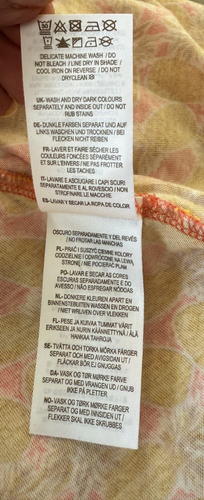 DELICATE MACHINE WASH / DO
NOT BLEACH / LINE DRY IN SHADE /
COOL IRON ON REVERSE / DO NOT
DRYCLEAN
UK-WASH AND DRY DARK COLOURS
SEPARATELY AND INSIDE OUT / DO NOT
RUB STAINS
DE-DUNKLE FARBEN SEPARAT UND AUF
LINKS WASCHEN UND TROCKNEN / BEI
FLECKEN NICHT REIBEN
FR-LAVER ET FAIRE SÉCHER LES
COULEURS FONCÉES SÉPARÉMENT
ET SUR L'ENVERS / NE PAS FROTTER
LES TACHES
IT-LAVARE E ASCIUGARE I CAPI SCURI
SEPARATAMENTE E AL ROVESCIO / NON
STROFINARE LE MACCHIE
ES-LAVAR Y SECAR LA ROPA DE COLOR
OSCURO SEPARADAMENTE Y DEL REVÉS
/ NO FROTAR LAS MANCHAS
PL-PRAĆ I SUSZYĆ CIEMNE KOLORY
ODDZIELNIE I ODWRÓCONE NA LEWĄ
STRONĘ / NIE POCIERAĆ PLAM
PO-LAVAR E SECAR AS CORES
ESCURAS SEPARADAMENTE E DO
AVESSO / NÃO ESFREGAR NÓDOAS
NL-DONKERE KLEUREN APART EN
BINNENSTEBUITEN WASSEN EN DROGEN
/ NIET WRIJVEN OVER VLEKKEN
FL-PESE JA KUIVAA TUMMAT VÄRIT
ERIKSEEN JA NURIN KÄÄNNETTYNÄ / ÄLÄ
HANKAA TAHROJA
SE-TVÄTTA OCH TORKA MÖRKA FÄRGER
SEPARAT OCH MED AVIGSIDAN UT /
FLÄCKAR BÖR EJ GNUGGAS
DA-VASK OG TØR MØRKE FARVE
SEPARAT OG MED VRANGEN UD / GNUB
IKKE PÅ PLETTER
NO-VASK OG TØRK MØRKE FARGER
SEPARAT OG MED INNSIDEN UT /
FLEKKER SKAL IKKE SKRUBBES